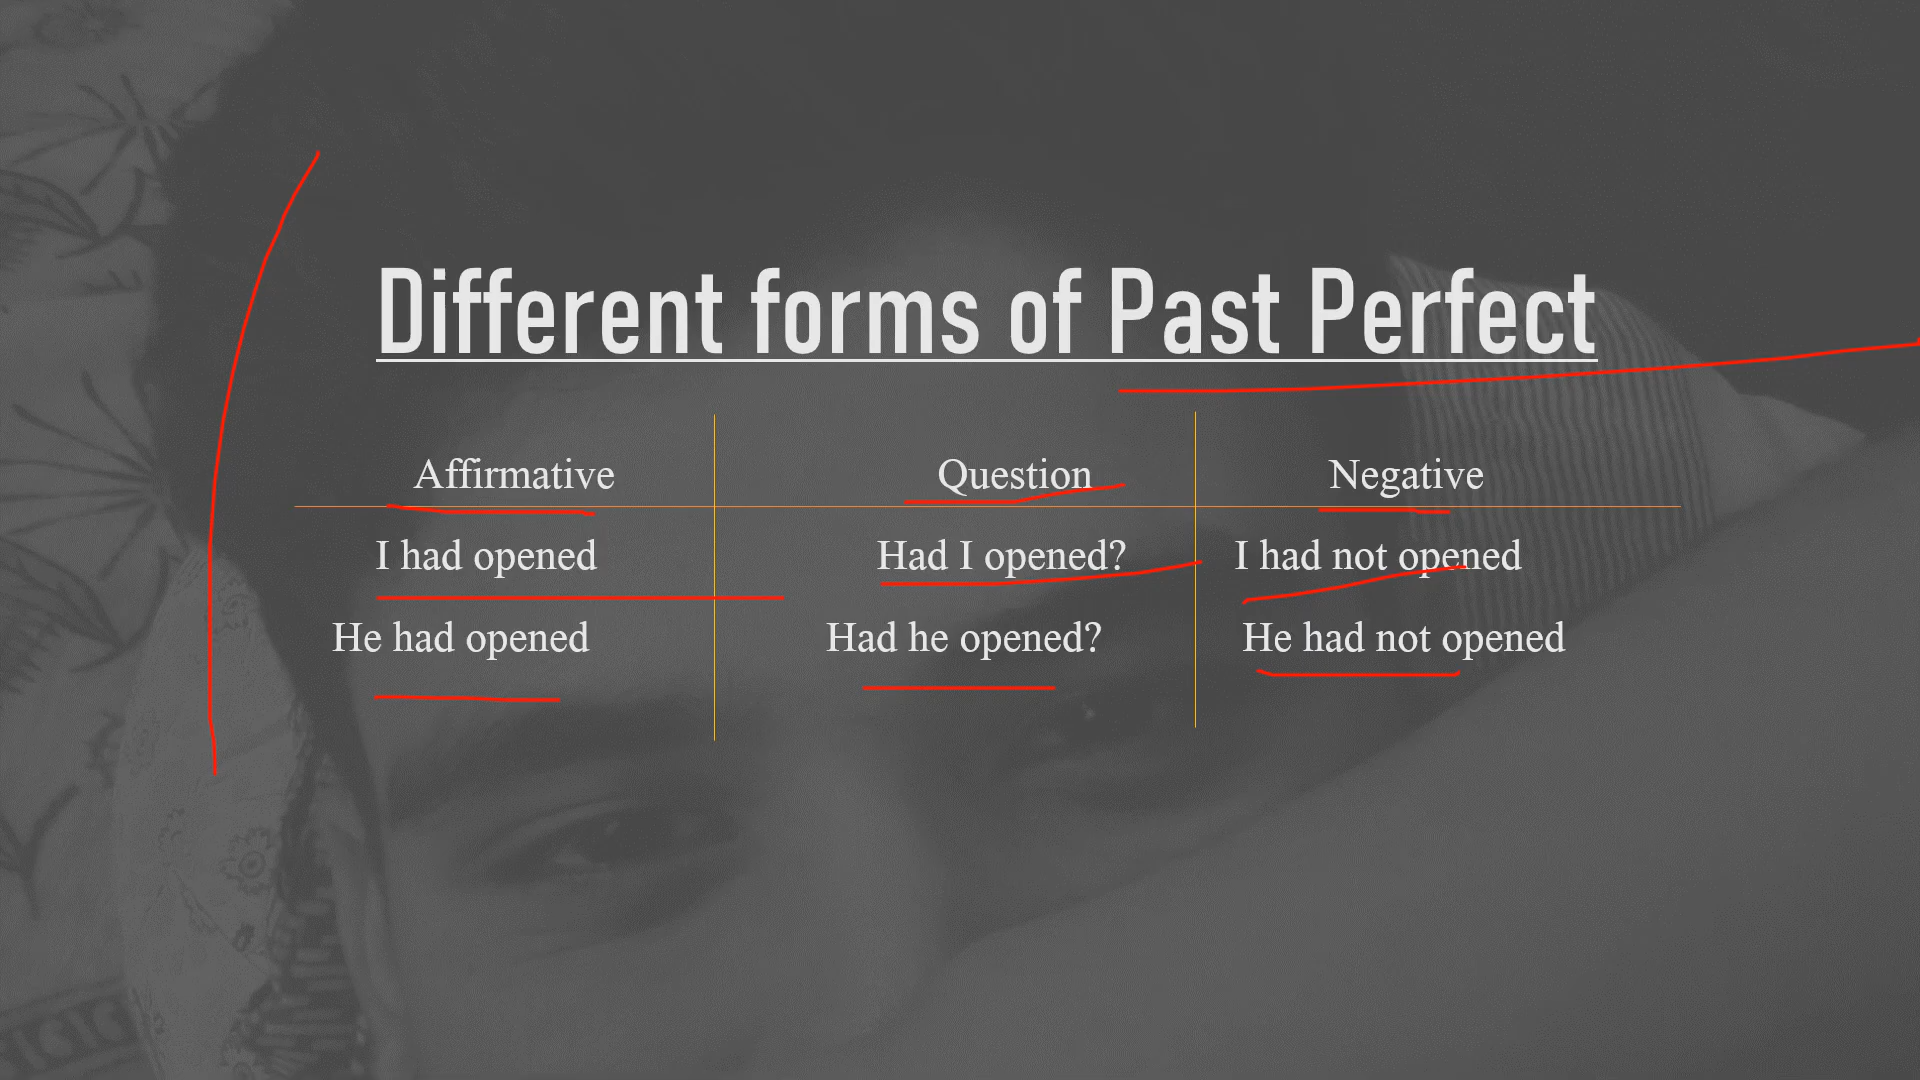 Different forms of Past Perfect
Affirmative Question Negative
I had opened Had I opened? I had not opened
He had opened Had he opened? He had not opened